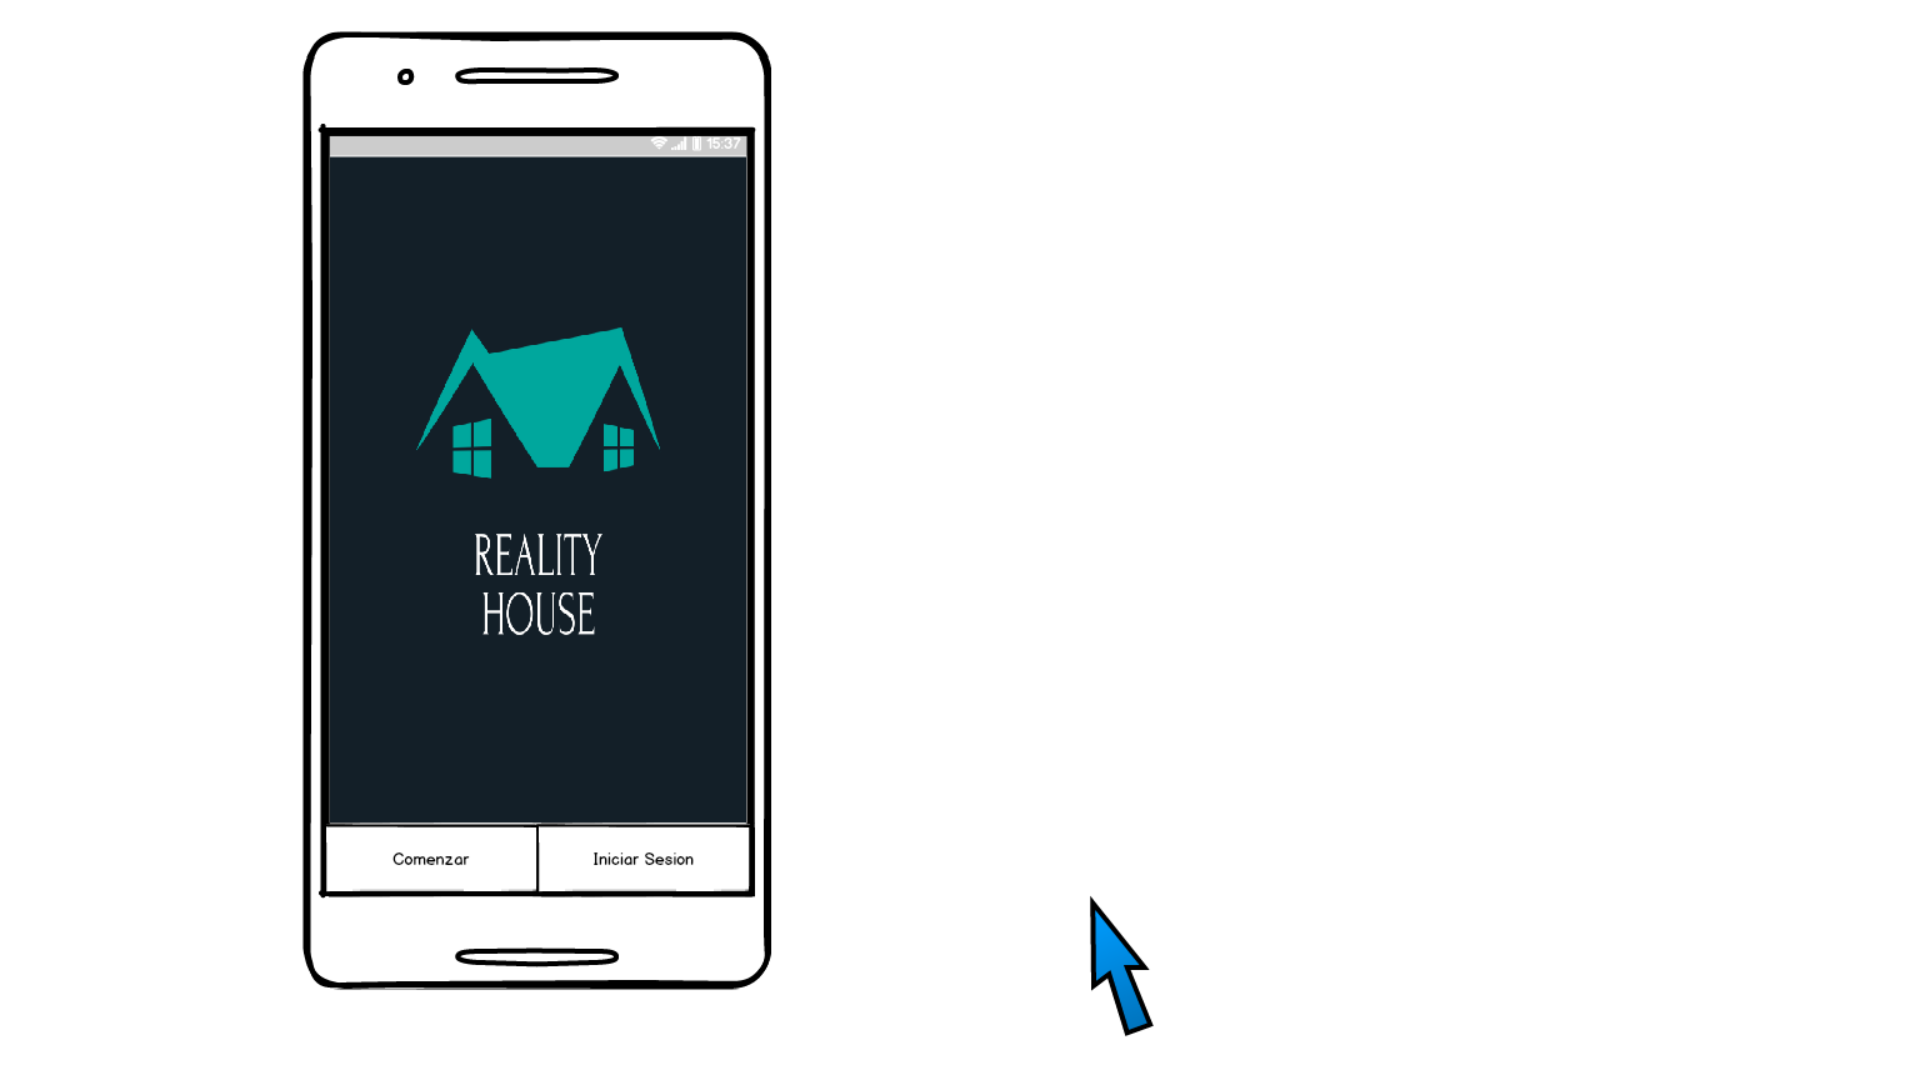 15:37
REALITY
HOUSE
Comenzar
Iniciar Sesion